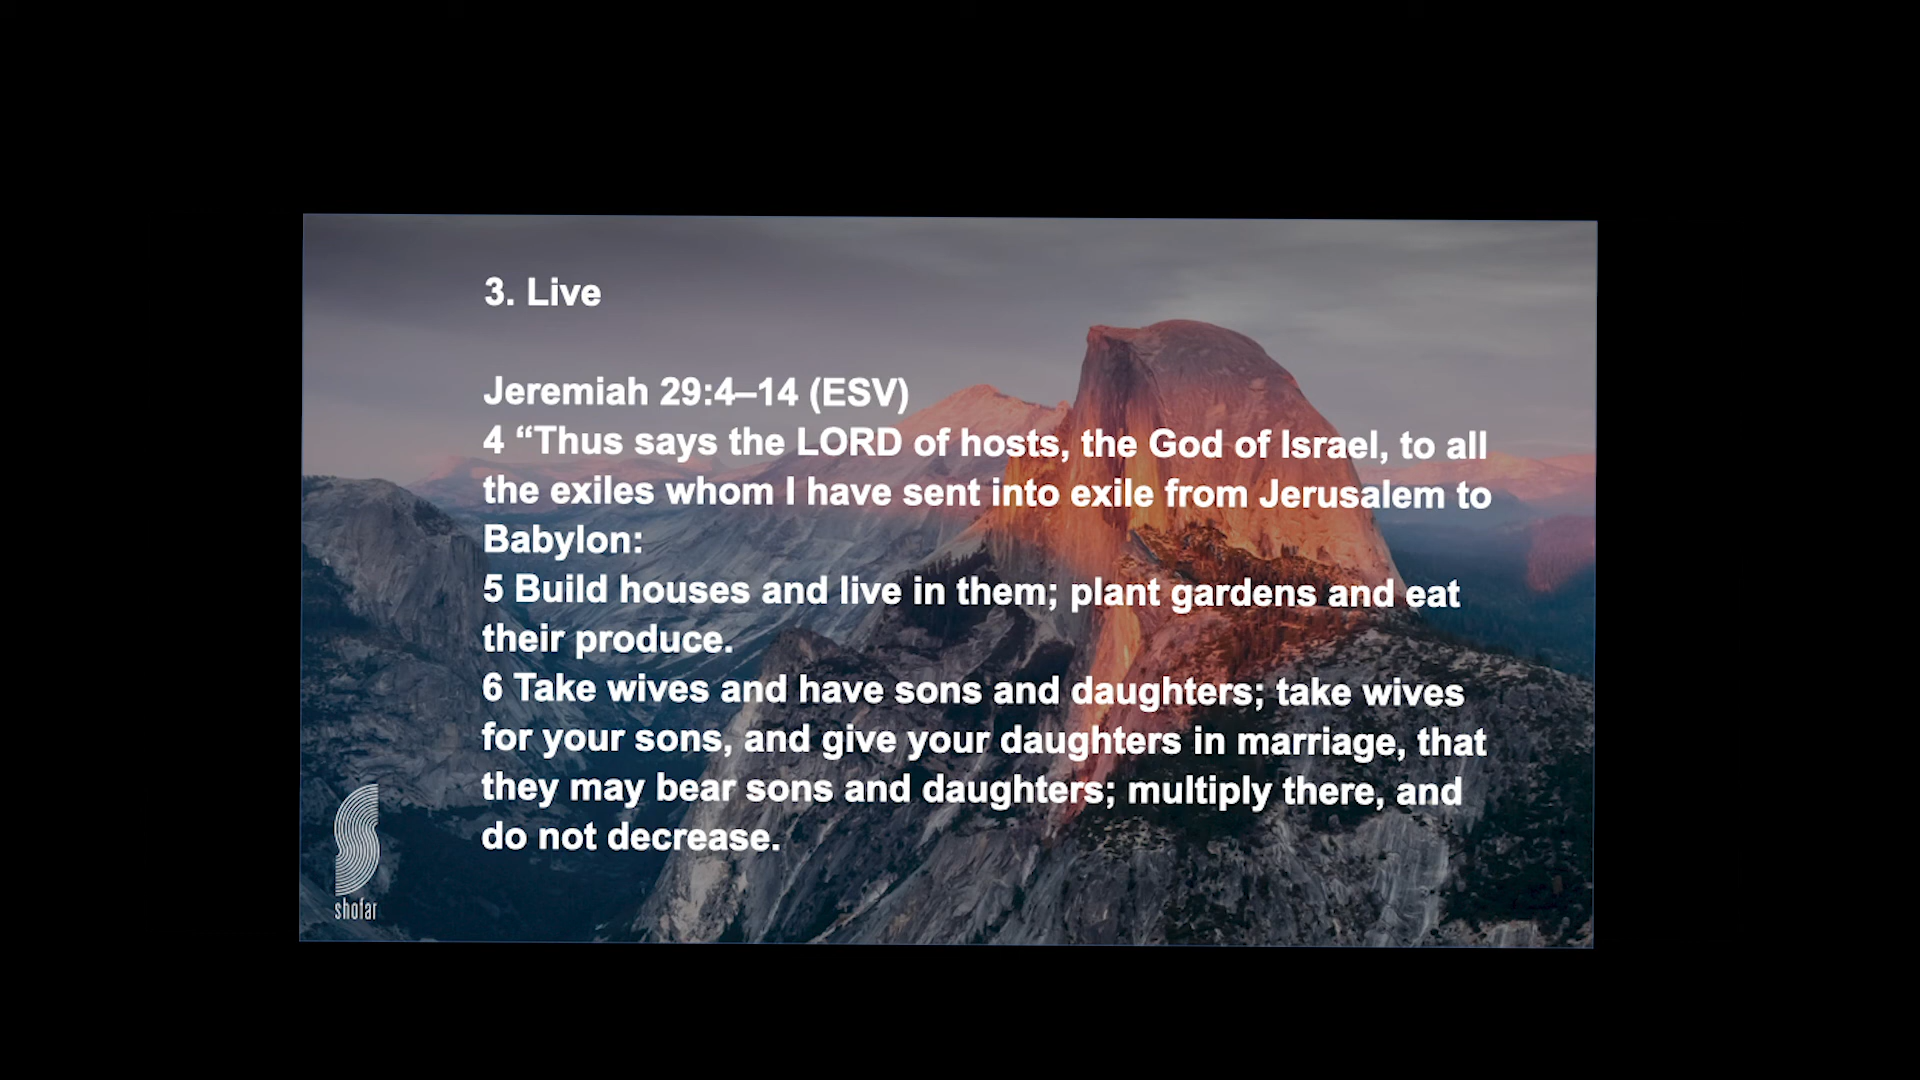 3. Live
Jeremiah 29:4–14 (ESV)
4 “Thus says the LORD of hosts, the God of Israel, to all
the exiles whom I have sent into exile from Jerusalem to
Babylon:
5 Build houses and live in them; plant gardens and eat
their produce.
6 Take wives and have sons and daughters; take wives
for your sons, and give your daughters in marriage, that
they may bear sons and daughters; multiply there, and
do not decrease.
shofar